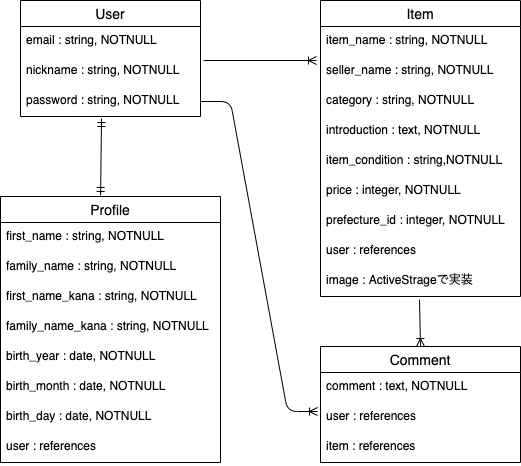 User
email : string, NOTNULL
nickname : string, NOTNULL
password : string, NOTNULL
Item
item_name : string, NOTNULL
seller_name : string, NOTNULL
category : string, NOTNULL
introduction : text, NOTNULL
item_condition : string,NOTNULL
price : integer, NOTNULL
prefecture_id : integer, NOTNULL
user : references
image : ActiveStrageで実装
Profile
first_name : string, NOTNULL
family_name : string, NOTNULL
first_name_kana : string, NOTNULL
family_name_kana : string, NOTNULL
birth_year : date, NOTNULL
birth_month : date, NOTNULL
birth_day : date, NOTNULL
user : references
Comment
comment : text, NOTNULL
user : references
item : references